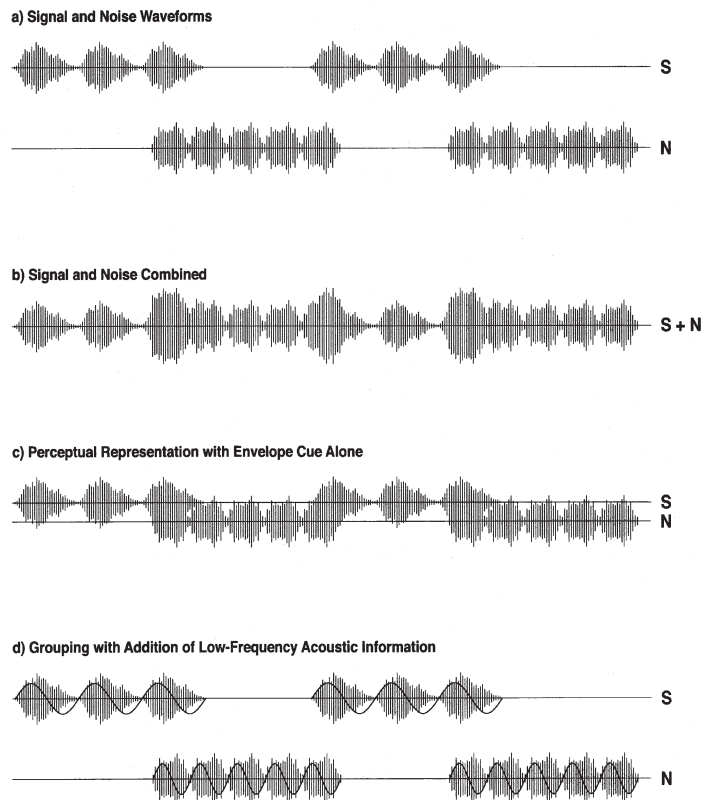 a) Signal and Noise Waveforms
S
N
b) Signal and Noise Combined
S + N
c) Perceptual Representation with Envelope Cue Alone
S
N
d) Grouping with Addition of Low-Frequency Acoustic Information
S
N